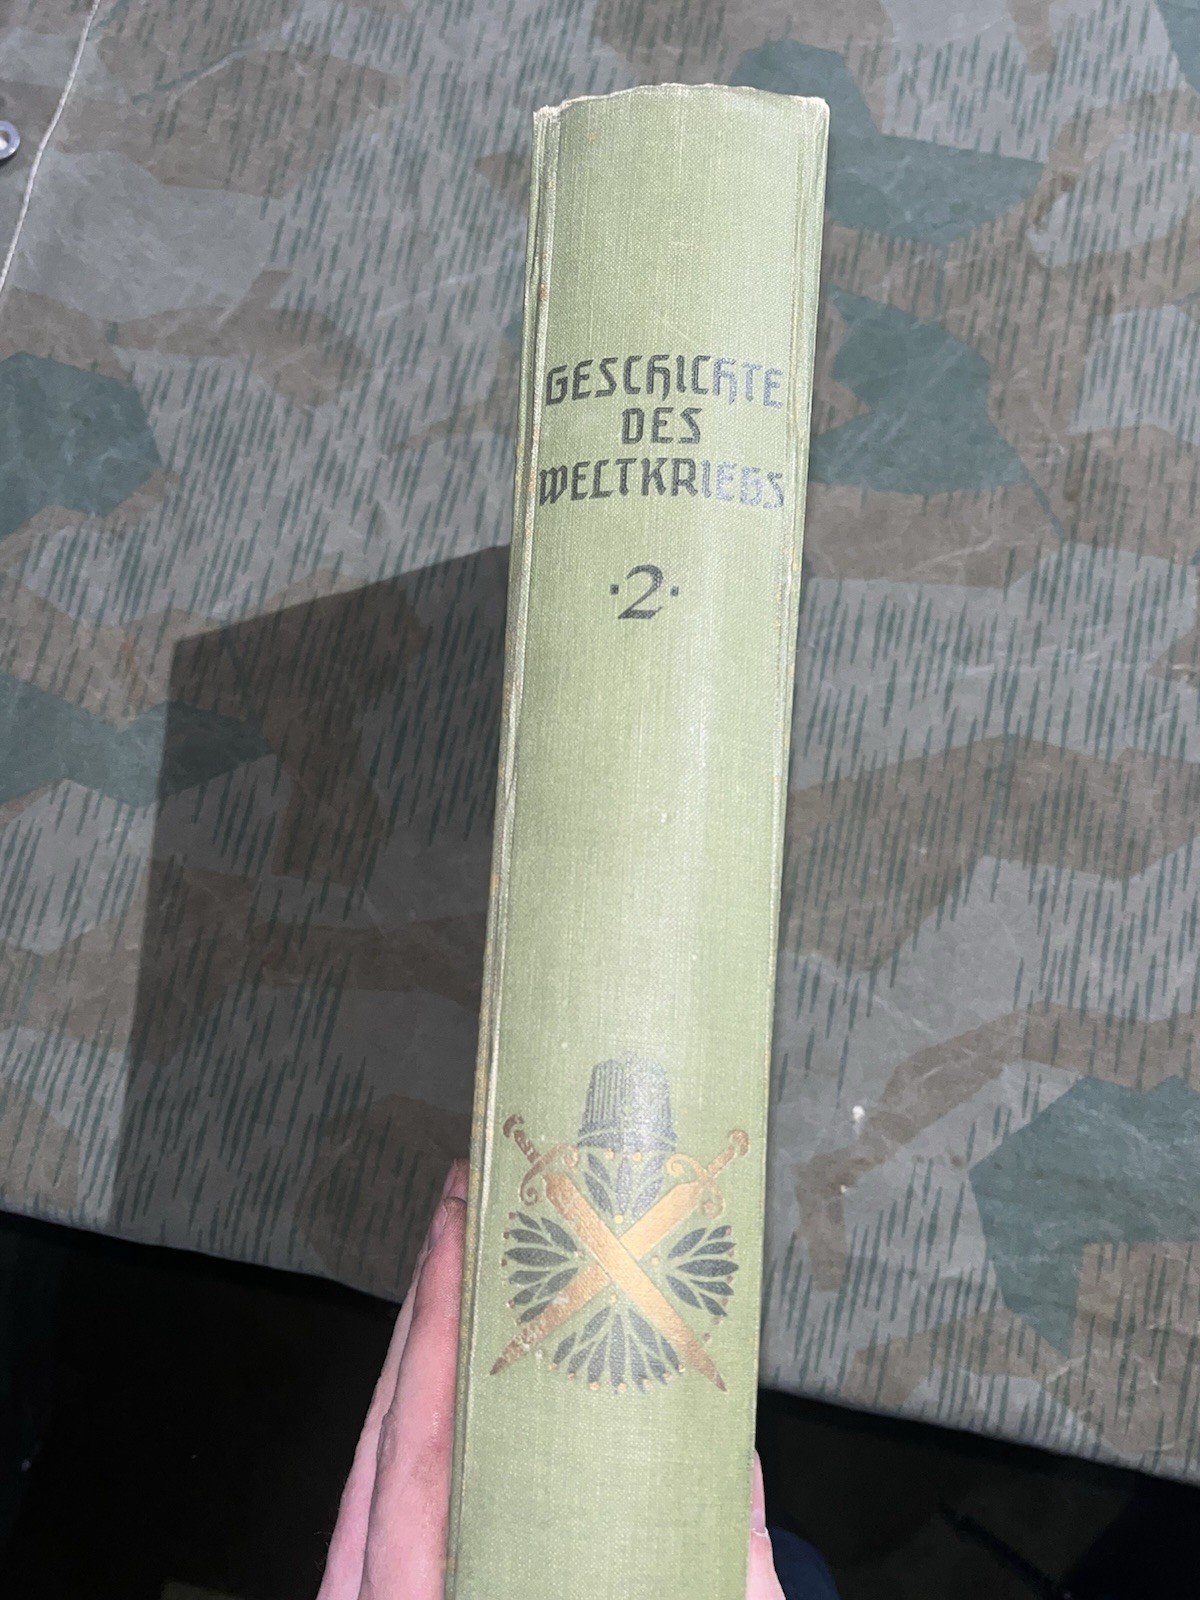 GESCHICHTE
DES
WELTKRIEGS
·2·